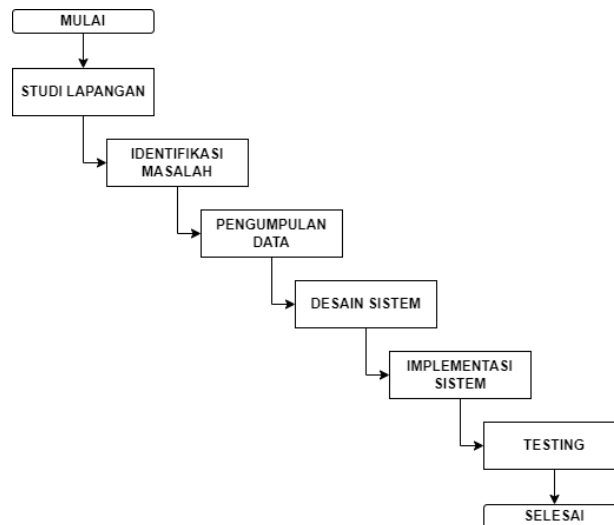 MULAI
STUDI LAPANGAN
IDENTIFIKASI
MASALAH
PENGUMPULAN
DATA
DESAIN SISTEM
IMPLEMENTASI
SISTEM
TESTING
SELESAI